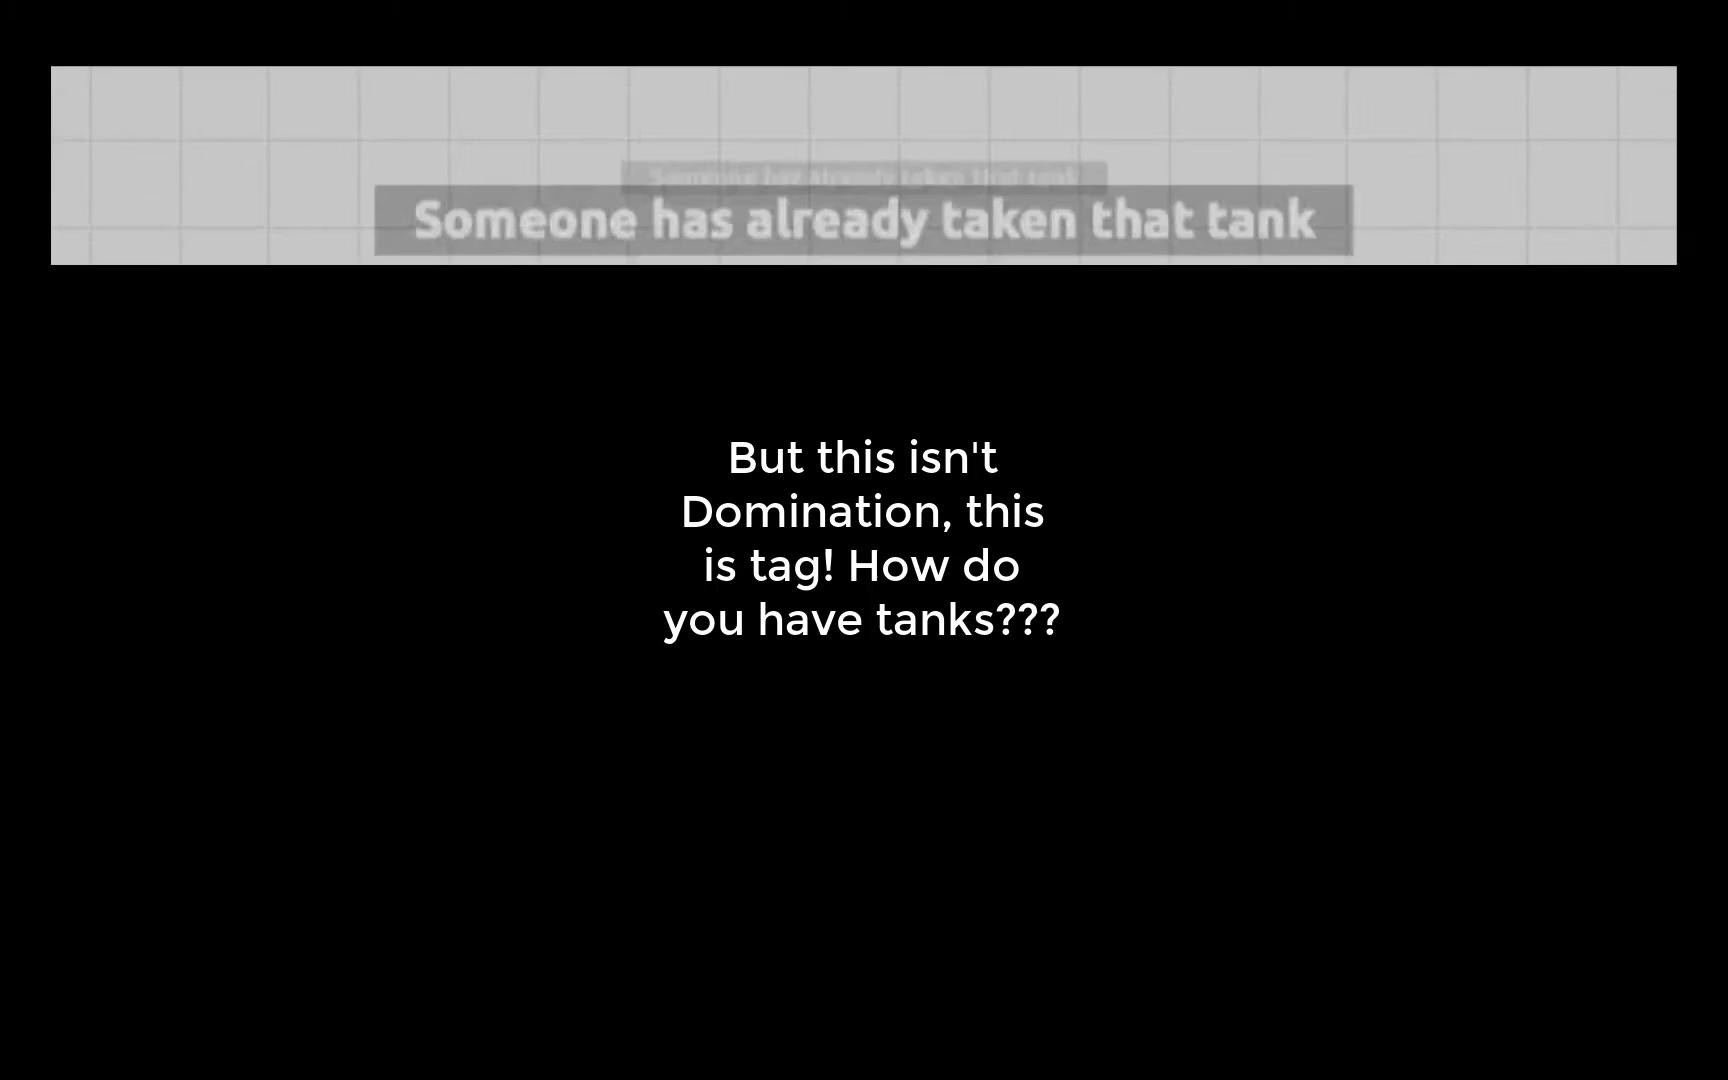 Someone has already taken that tank
Someone has already taken that tank
But this isn't
Domination, this
is tag! How do
you have tanks???